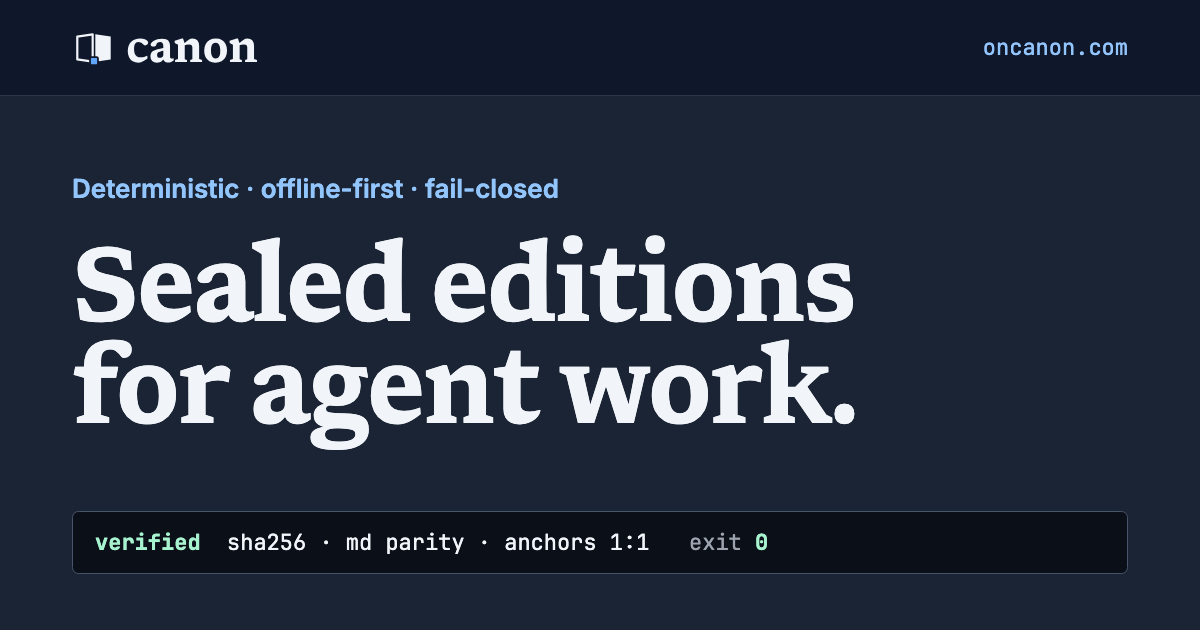 canon
oncanon.com
Deterministic · offline-first · fail-closed
Sealed editions
for agent work.
verified sha256 · md parity · anchors 1:1 exit 0